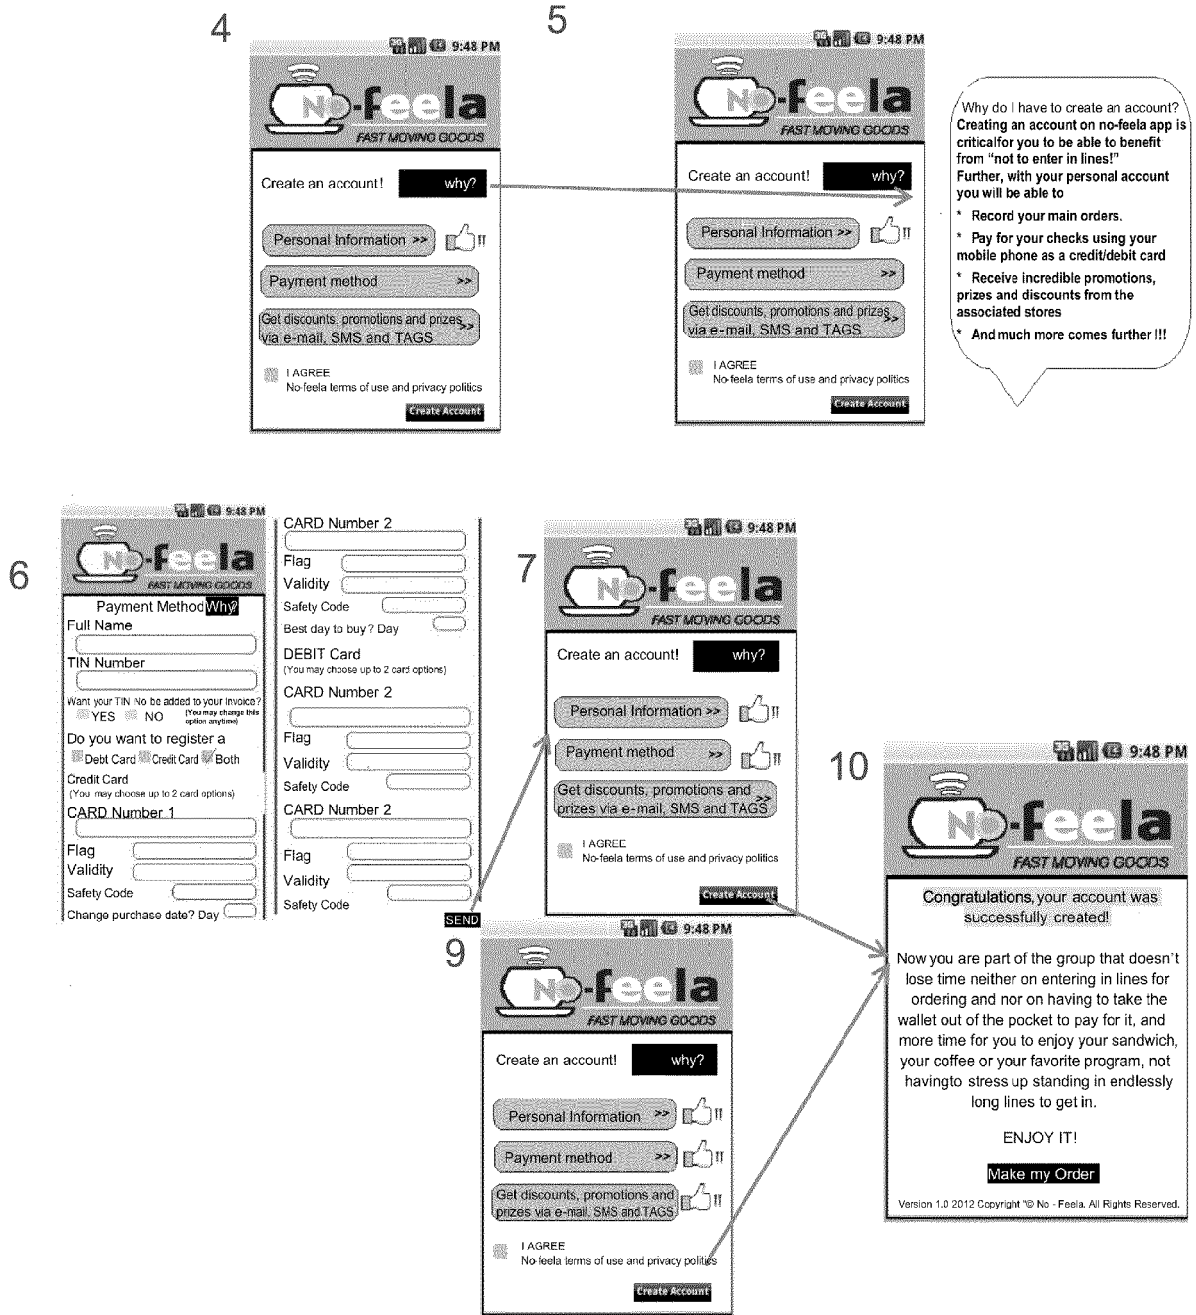 4
9:48 PM
No-feela
FAST MOVING GOODS
Create an account!
why?
Personal Information >>
!!
Payment method >>
Get discounts, promotions and prizes >>
via e-mail, SMS and TAGS
I AGREE
No-feela terms of use and privacy politics
Create Account
5
9:48 PM
No-feela
FAST MOVING GOODS
Create an account!
why?
Personal Information >>
!!
Payment method >>
Get discounts, promotions and prizes >>
via e-mail, SMS and TAGS
I AGREE
No-feela terms of use and privacy politics
Create Account
Why do I have to create an account?
Creating an account on no-feela app is
criticalfor you to be able to benefit
from "not to enter in lines!"
Further, with your personal account
you will be able to
* Record your main orders.
* Pay for your checks using your
mobile phone as a credit/debit card
* Receive incredible promotions,
prizes and discounts from the
associated stores
* And much more comes further !!!
6
9:48 PM
No-feela
FAST MOVING GOODS
Payment Method Why?
Full Name
TIN Number
Want your TIN No be added to your Invoice?
YES NO (You may change this
option anytime)
Do you want to register a
Debt Card Credit Card Both
Credit Card
(You may choose up to 2 card options)
CARD Number 1
Flag
Validity
Safety Code
Change purchase date? Day
CARD Number 2
Flag
Validity
Safety Code
Best day to buy? Day
DEBIT Card
(You may choose up to 2 card options)
CARD Number 2
Flag
Validity
Safety Code
CARD Number 2
Flag
Validity
Safety Code
SEND
7
9:48 PM
No-feela
FAST MOVING GOODS
Create an account!
why?
Personal Information >>
!!
Payment method >>
!!
Get discounts, promotions and >>
prizes via e-mail, SMS and TAGS
I AGREE
No-feela terms of use and privacy politics
Create Account
9
9:48 PM
No-feela
FAST MOVING GOODS
Create an account!
why?
Personal Information >>
!!
Payment method >>
!!
Get discounts, promotions and
prizes via e-mail, SMS and TAGS
!!
I AGREE
No-feela terms of use and privacy politics
Create Account
10
9:48 PM
No-feela
FAST MOVING GOODS
Congratulations, your account was
successfully created!
Now you are part of the group that doesn't
lose time neither on entering in lines for
ordering and nor on having to take the
wallet out of the pocket to pay for it, and
more time for you to enjoy your sandwich,
your coffee or your favorite program, not
havingto stress up standing in endlessly
long lines to get in.
ENJOY IT!
Make my Order
Version 1.0 2012 Copyright "© No - Feela. All Rights Reserved.